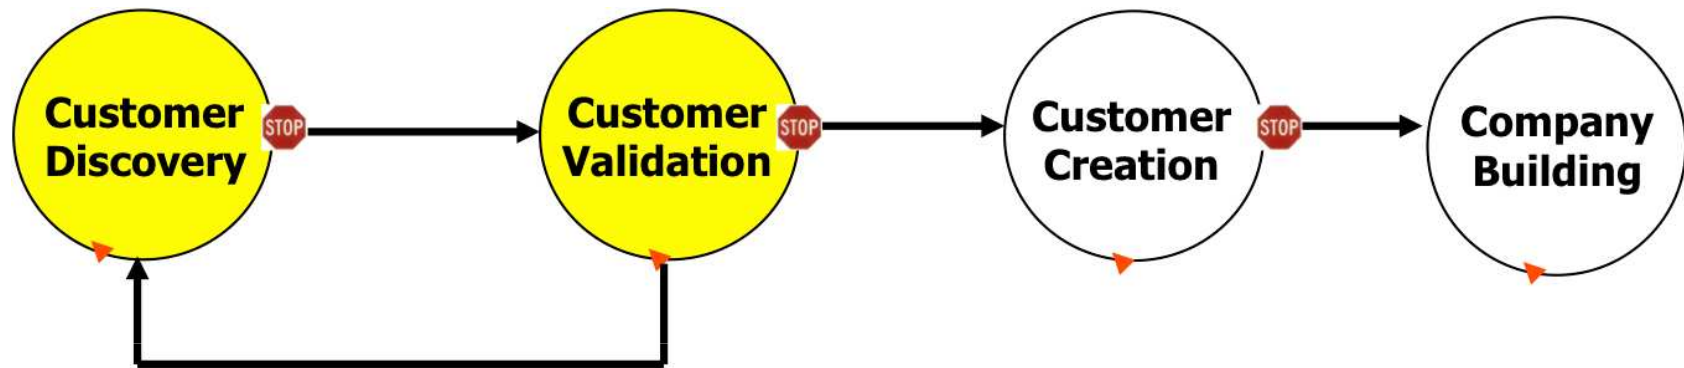 Customer
Discovery
STOP
Customer
Validation
STOP
Customer
Creation
STOP
Company
Building